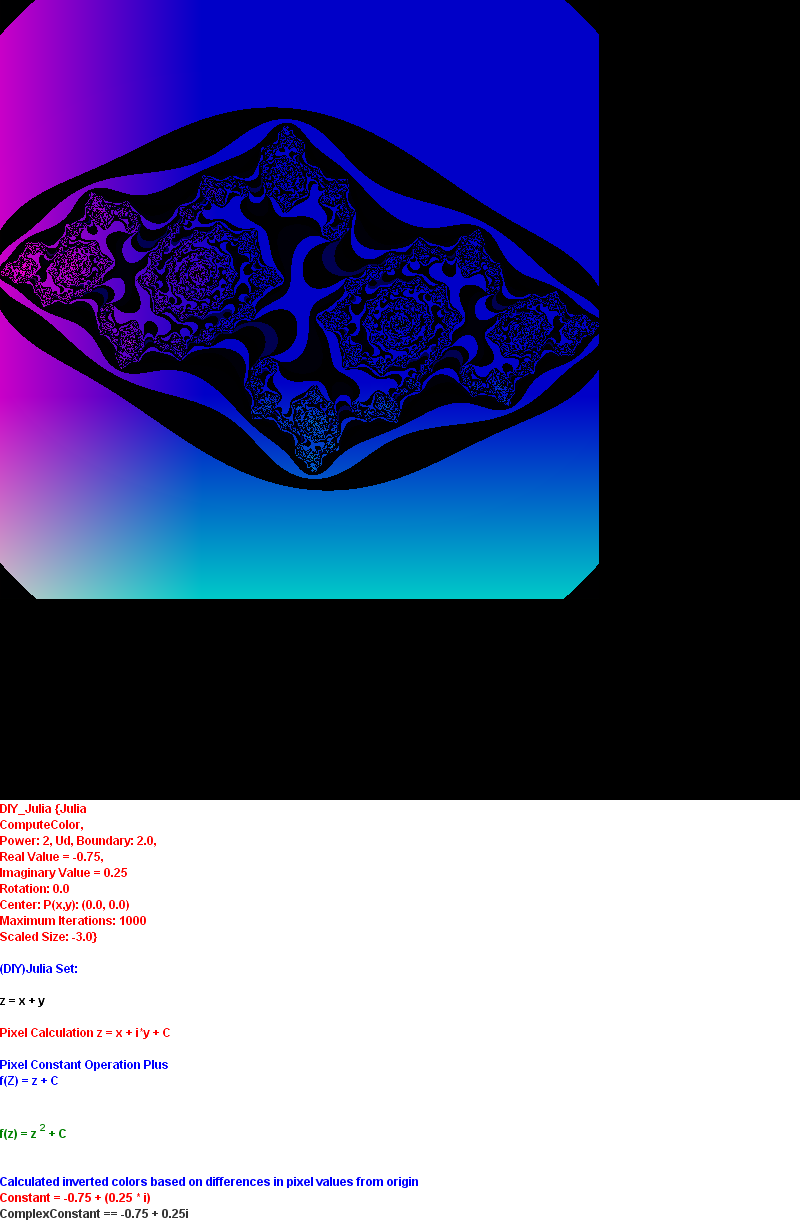 DIY_Julia {Julia
ComputeColor,
Power: 2, Ud, Boundary: 2.0,
Real Value = -0.75,
Imaginary Value = 0.25
Rotation: 0.0
Center: P(x,y): (0.0, 0.0)
Maximum Iterations: 1000
Scaled Size: -3.0}
(DIY)Julia Set:
z = x + y
Pixel Calculation z = x + i*y + C
Pixel Constant Operation Plus
f(Z) = z + C
f(z) = z 2 + C
Calculated inverted colors based on differences in pixel values from origin
Constant = -0.75 + (0.25 * i)
ComplexConstant == -0.75 + 0.25i